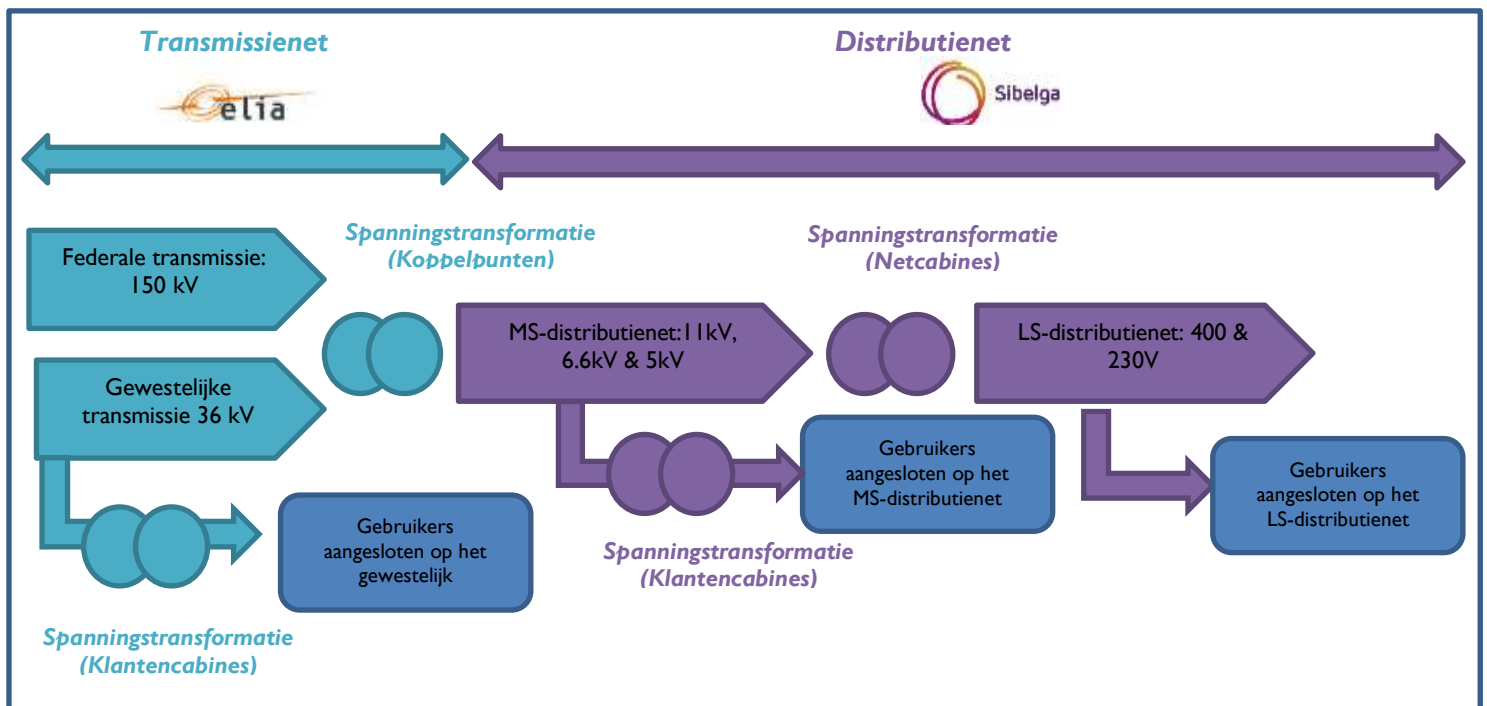 Transmissienet
Distributienet
elia
Sibelga
Spanningstransformatie
(Koppelpunten)
Spanningstransformatie
(Netcabines)
Federale transmissie:
150 kV
MS-distributienet:11kV,
6.6kV & 5kV
LS-distributienet: 400 &
230V
Gewestelijke
transmissie 36 kV
Gebruikers
aangesloten op het
MS-distributienet
Gebruikers
aangesloten op het
LS-distributienet
Gebruikers
aangesloten op het
gewestelijk
Spanningstransformatie
(Klantencabines)
Spanningstransformatie
(Klantencabines)